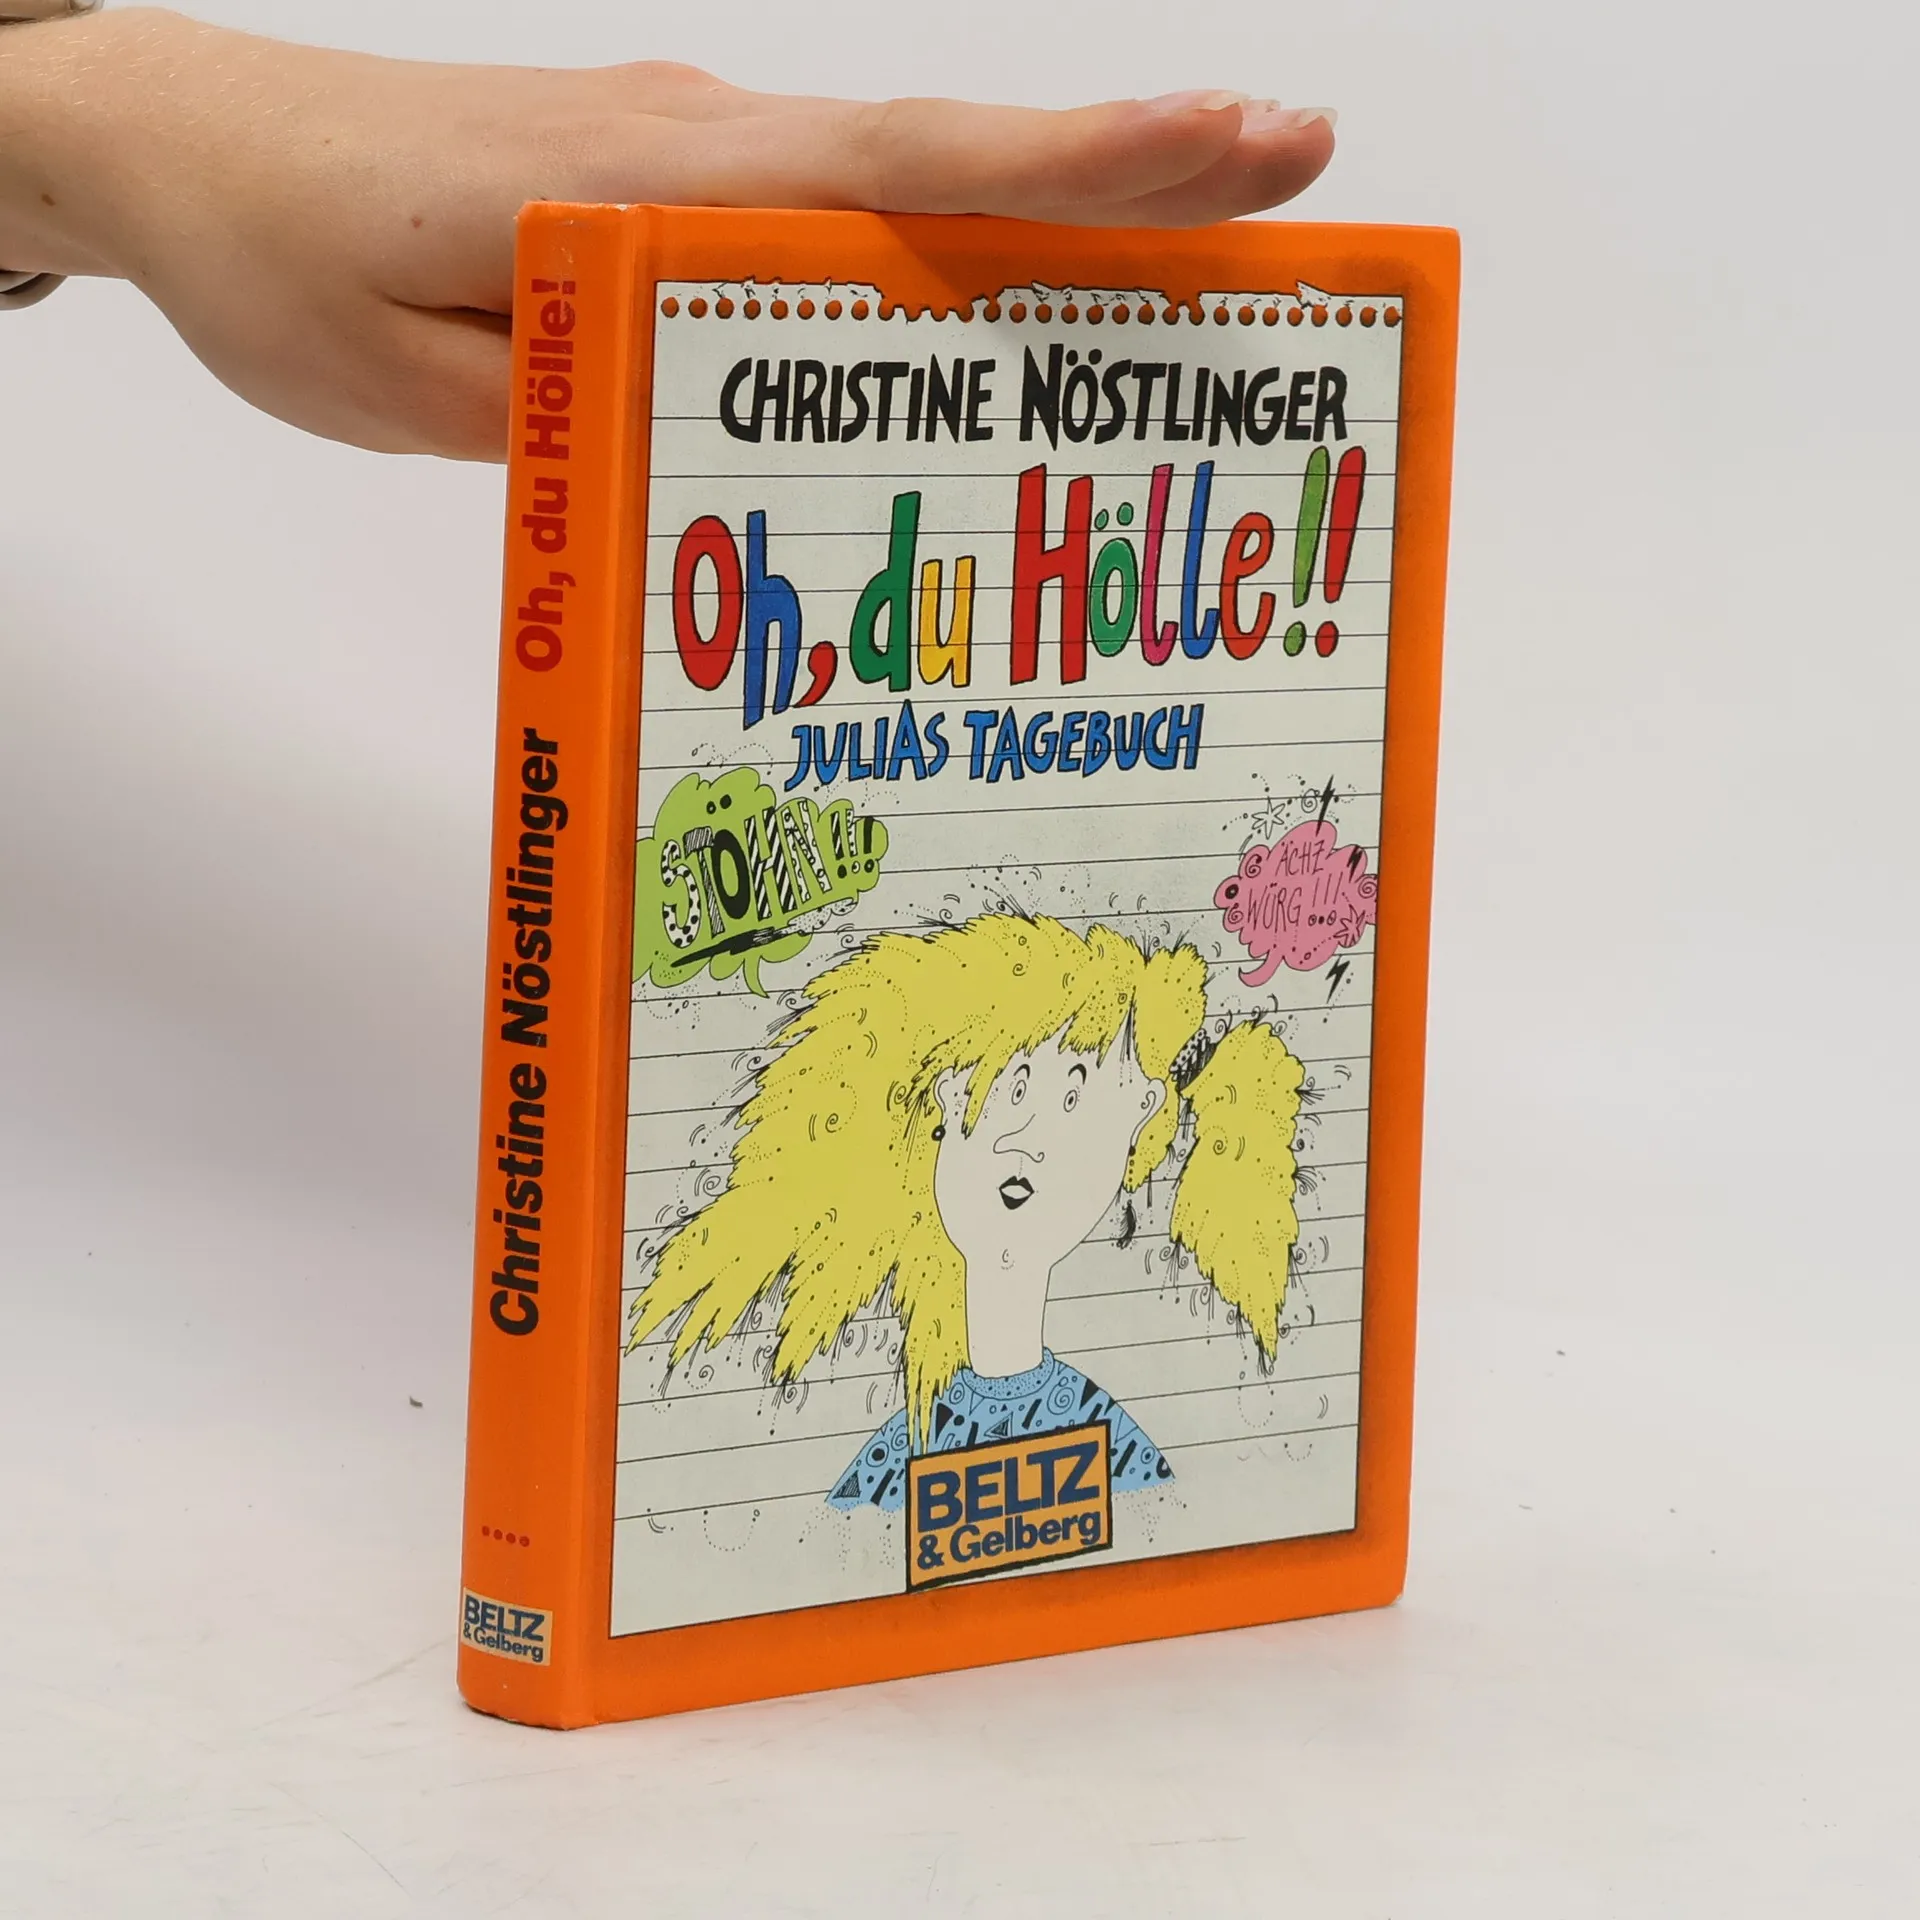 CHRISTINE NÖSTLINGER
Oh, du Hölle!!
JULIAS TAGEBUCH
STÖHN!!!
ÄCHZ
WÜRG!!!
BELTZ
& Gelberg
Christine Nöstlinger Oh, du Hölle!
BELTZ
& Gelberg